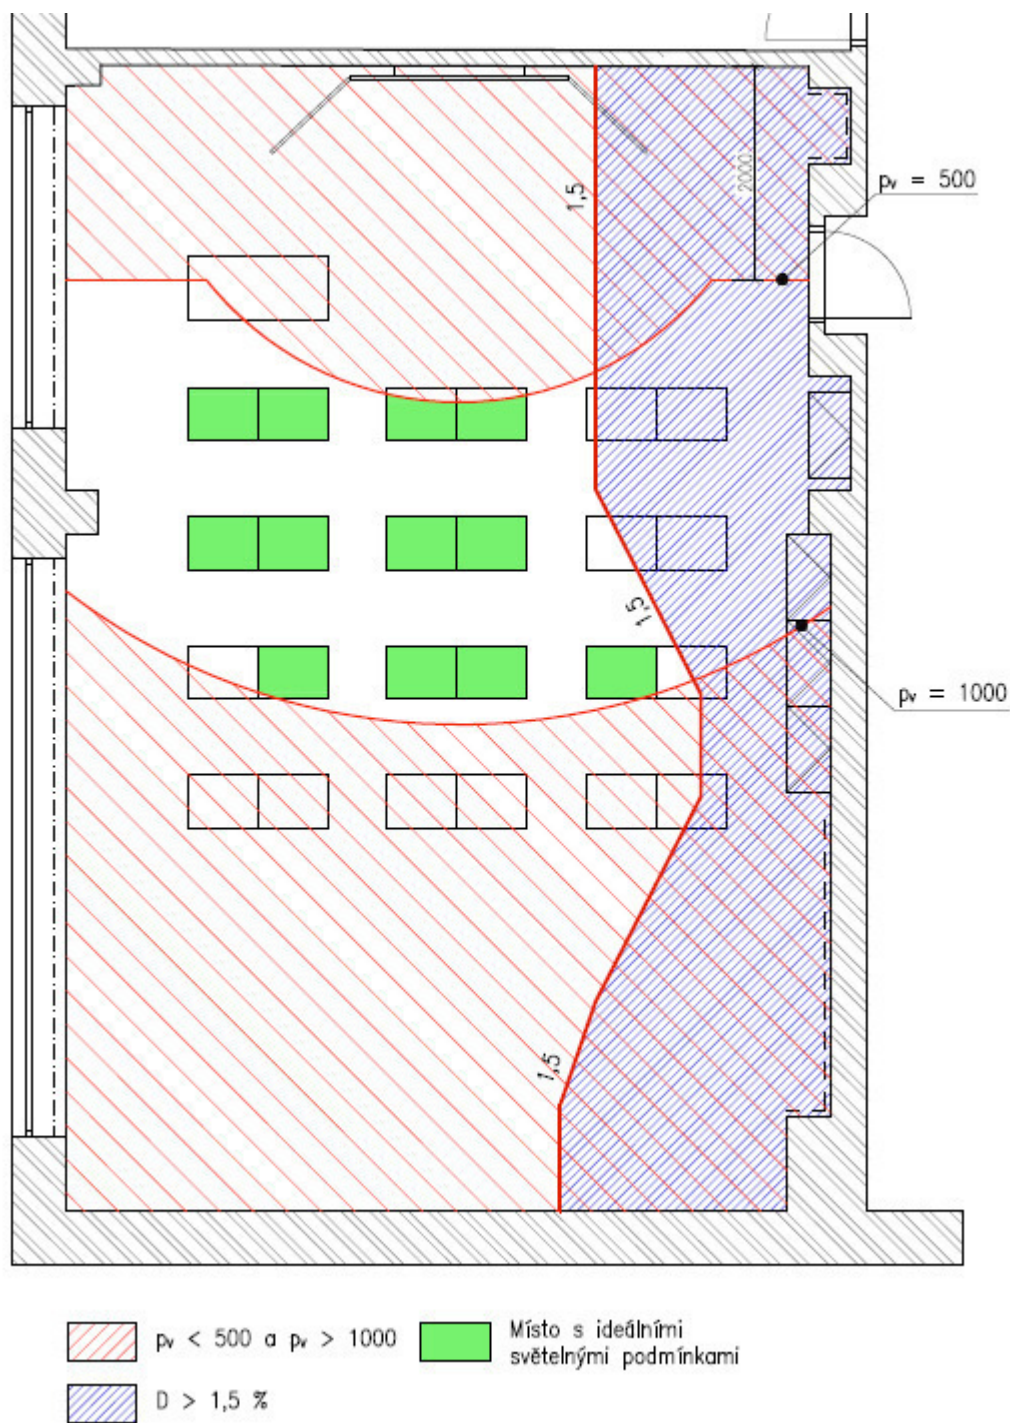 2000
pᵥ = 500
1,5
1,5
pᵥ = 1000
1,5
pᵥ < 500 a pᵥ > 1000
Místo s ideálními
světelnými podmínkami
D > 1,5 %